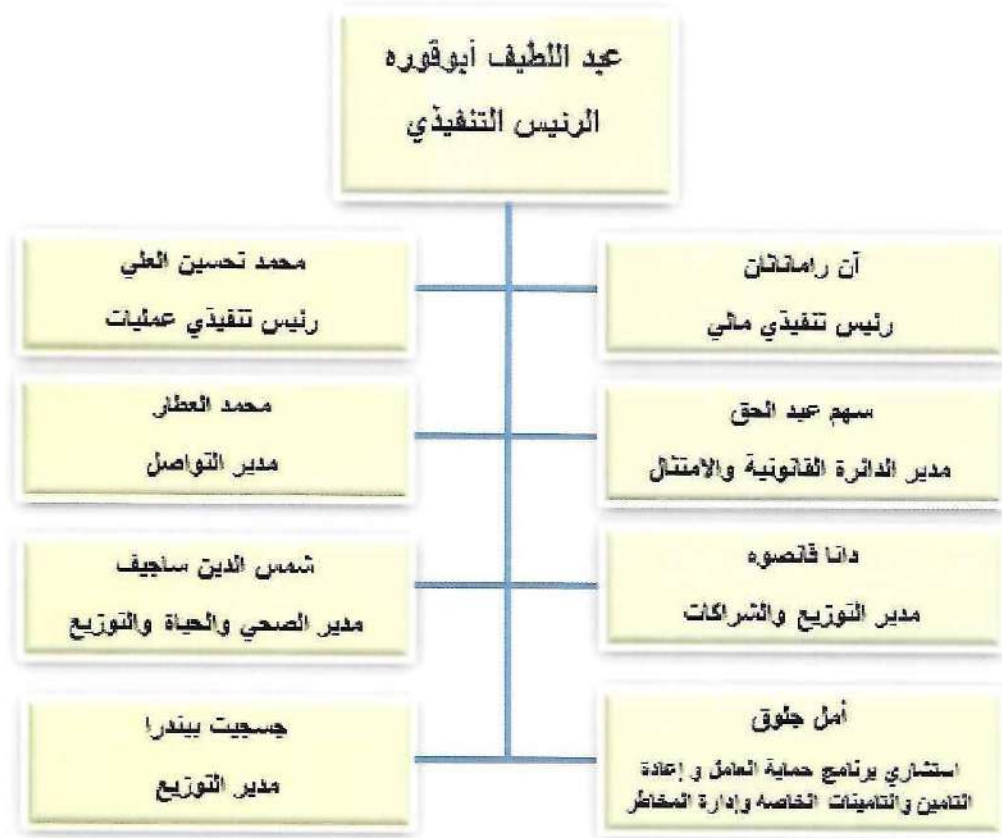 عبد اللطيف أبوقوره
الرئيس التنفيذي
آن راماناثان
رئيس تنفيذي مالي
محمد تحسين العلي
رئيس تنفيذي عمليات
سهم عبد الحق
مدير الدائرة القانونية والامتثال
محمد العطار
مدير التواصل
دانا قانصوه
مدير التوزيع والشراكات
شمس الدين ساجيف
مدير الصحي والحياة والتوزيع
أمل جلوق
استشاري برنامج حماية العامل و إعادة
التامين والتامينات الخاصه وإدارة المخاطر
جسجيت بيندرا
مدير التوزيع